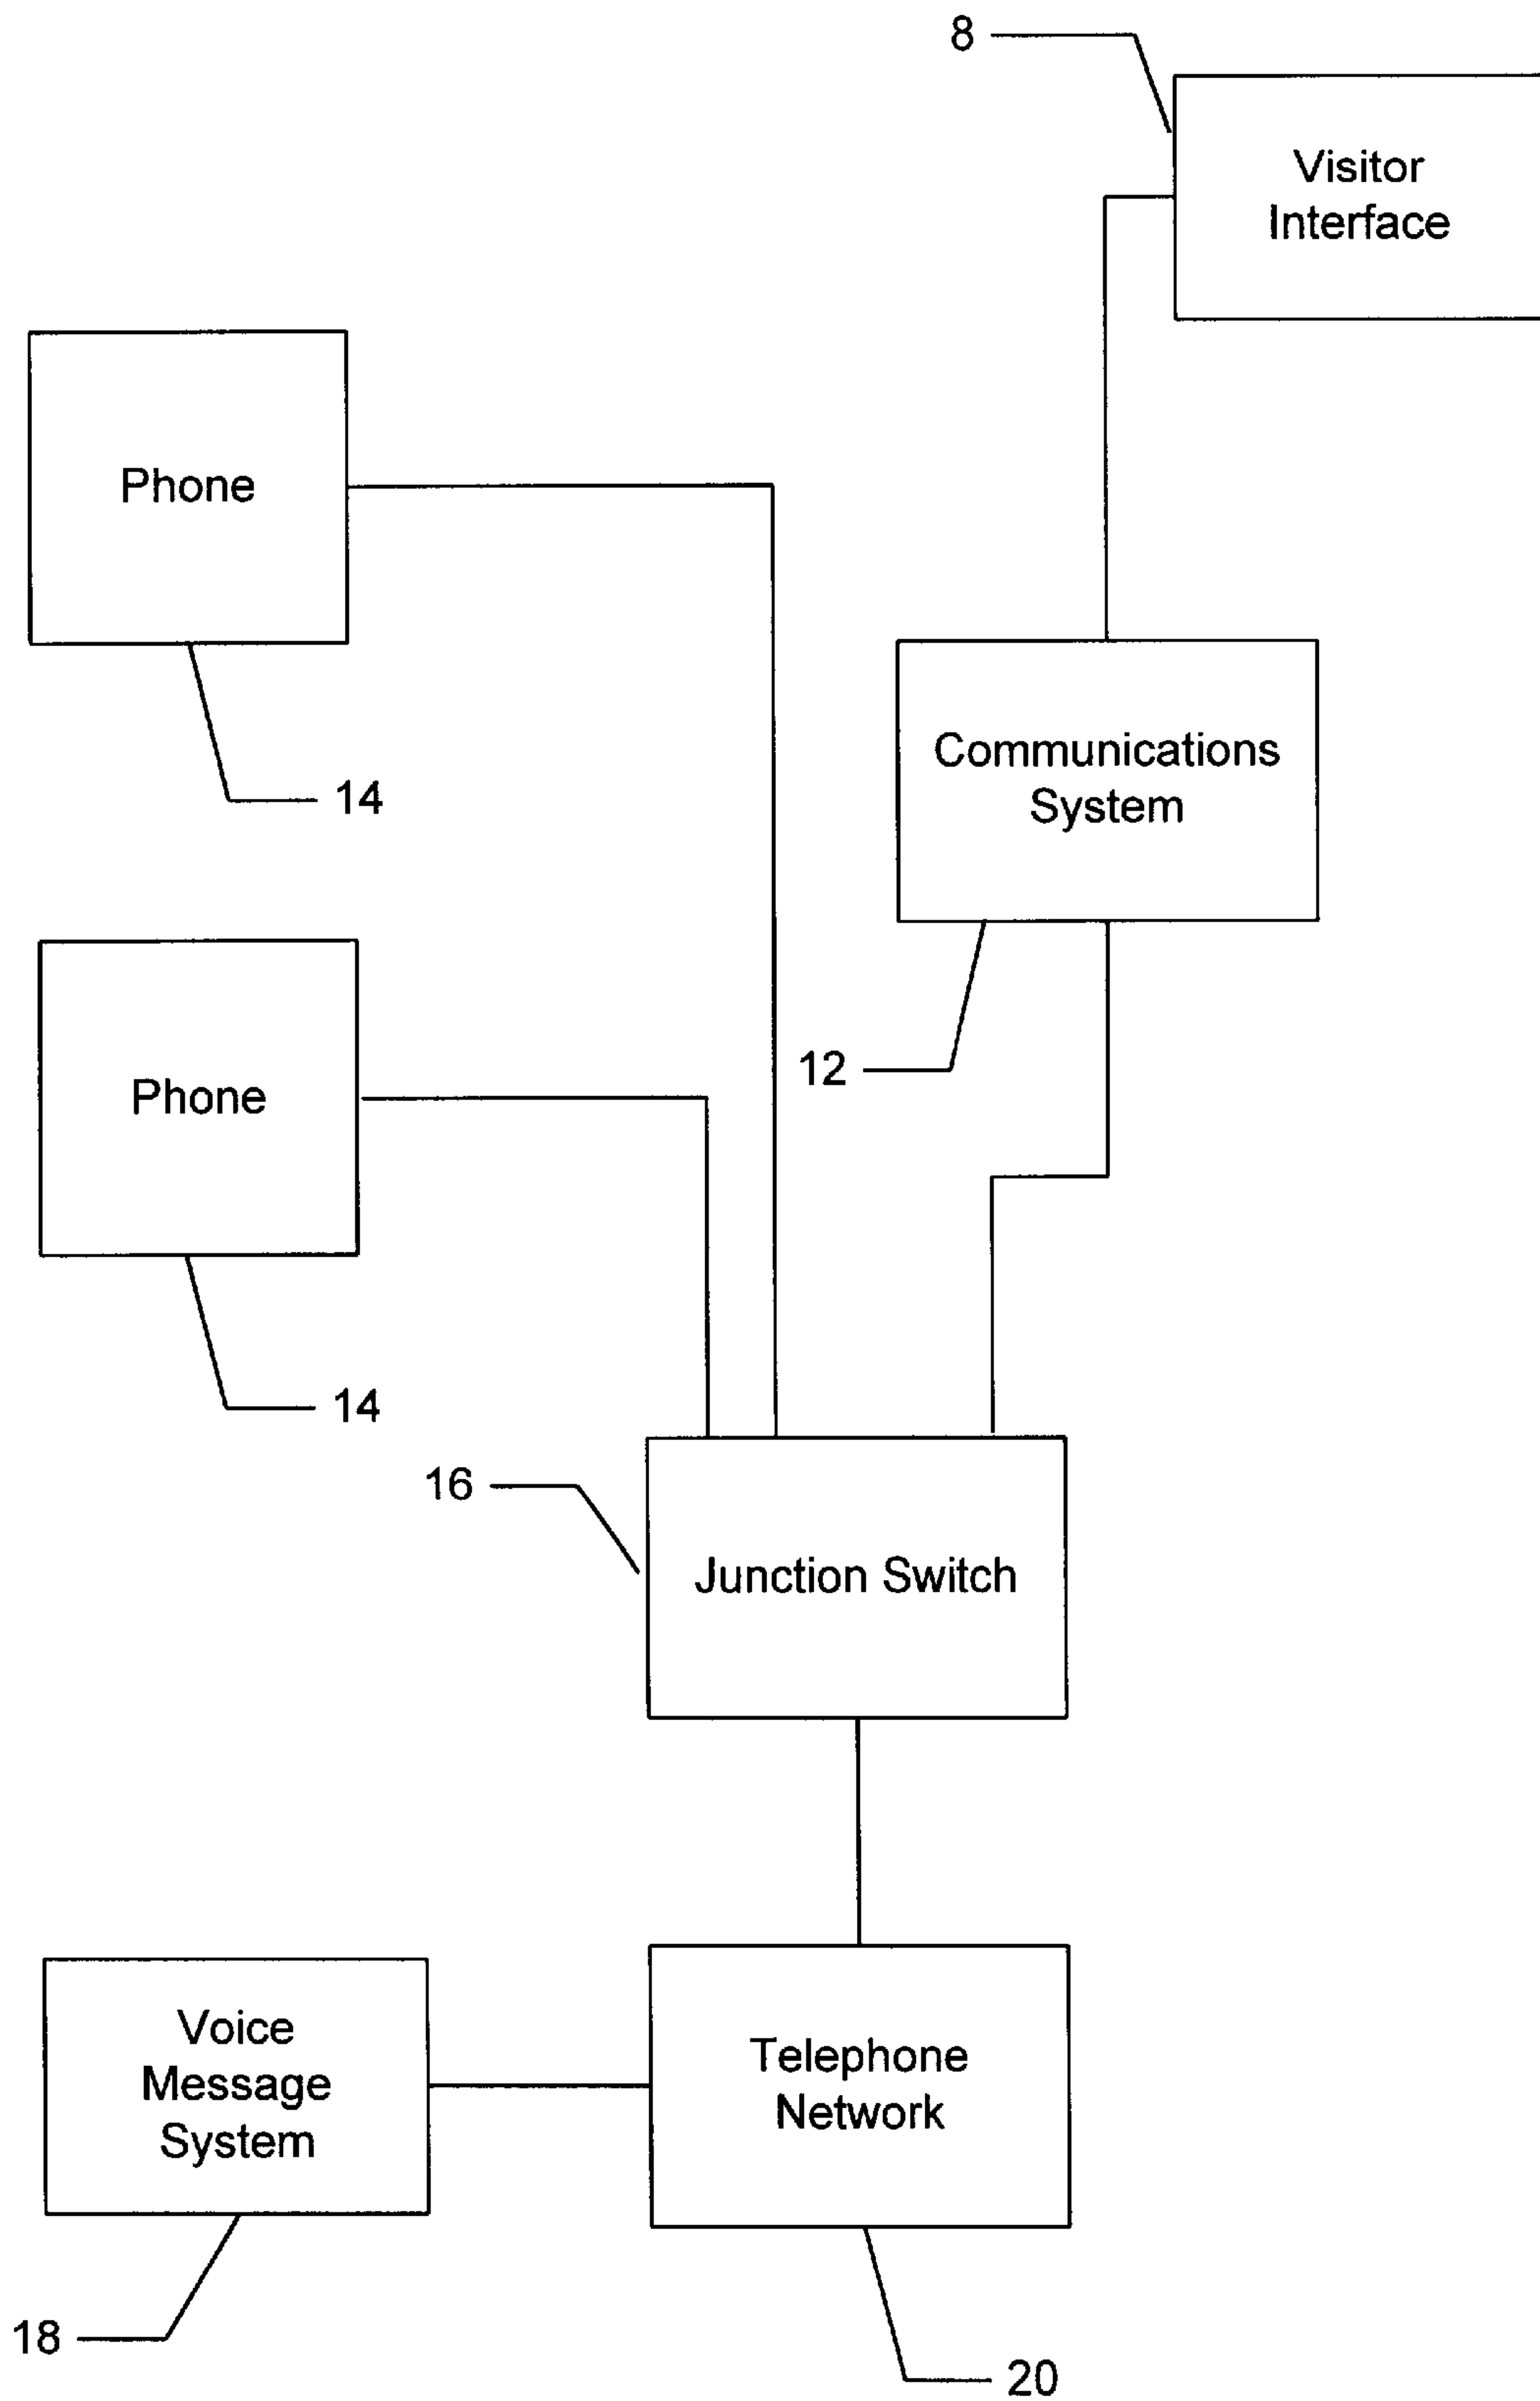 8
Visitor
Interface
Phone
14
Communications
System
12
Phone
14
16
Junction Switch
Voice
Message
System
Telephone
Network
18
20